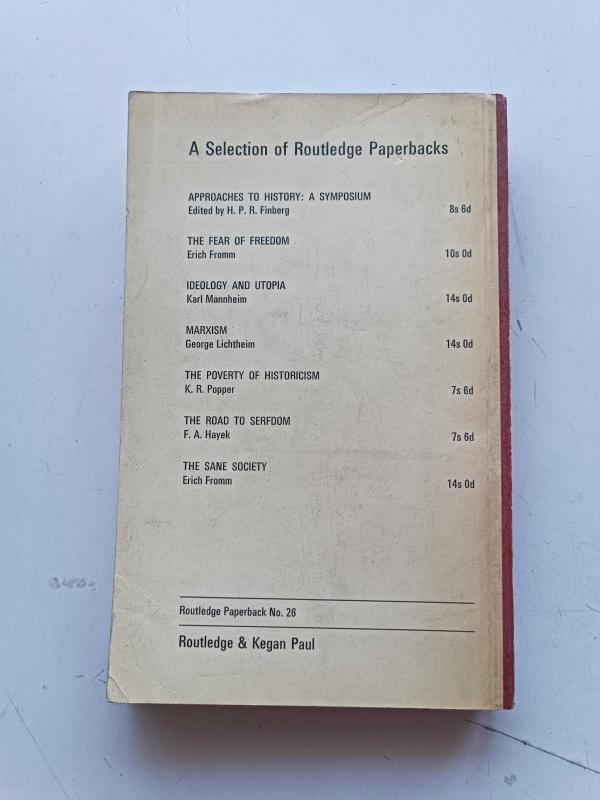 A Selection of Routledge Paperbacks
APPROACHES TO HISTORY: A SYMPOSIUM
Edited by H. P. R. Finberg 8s 6d
THE FEAR OF FREEDOM
Erich Fromm 10s 0d
IDEOLOGY AND UTOPIA
Karl Mannheim 14s 0d
MARXISM
George Lichtheim 14s 0d
THE POVERTY OF HISTORICISM
K. R. Popper 7s 6d
THE ROAD TO SERFDOM
F. A. Hayek 7s 6d
THE SANE SOCIETY
Erich Fromm 14s 0d
Routledge Paperback No. 26
Routledge & Kegan Paul